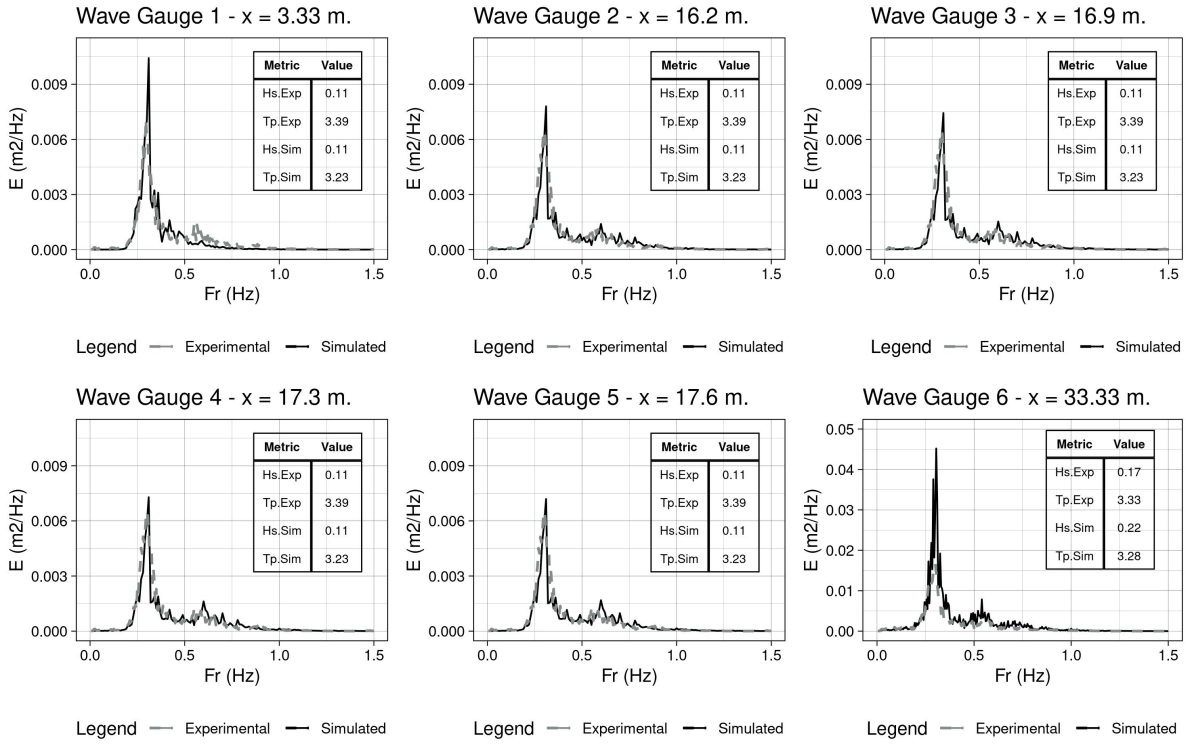 Wave Gauge 1 - x = 3.33 m.
E (m2/Hz)
0.009
0.006
0.003
0.000
Metric Value
Hs.Exp 0.11
Tp.Exp 3.39
Hs.Sim 0.11
Tp.Sim 3.23
0.0 0.5 1.0 1.5
Fr (Hz)
Legend Experimental Simulated
Wave Gauge 2 - x = 16.2 m.
E (m2/Hz)
0.009
0.006
0.003
0.000
Metric Value
Hs.Exp 0.11
Tp.Exp 3.39
Hs.Sim 0.11
Tp.Sim 3.23
0.0 0.5 1.0 1.5
Fr (Hz)
Legend Experimental Simulated
Wave Gauge 3 - x = 16.9 m.
E (m2/Hz)
0.009
0.006
0.003
0.000
Metric Value
Hs.Exp 0.11
Tp.Exp 3.39
Hs.Sim 0.11
Tp.Sim 3.23
0.0 0.5 1.0 1.5
Fr (Hz)
Legend Experimental Simulated
Wave Gauge 4 - x = 17.3 m.
E (m2/Hz)
0.009
0.006
0.003
0.000
Metric Value
Hs.Exp 0.11
Tp.Exp 3.39
Hs.Sim 0.11
Tp.Sim 3.23
0.0 0.5 1.0 1.5
Fr (Hz)
Legend Experimental Simulated
Wave Gauge 5 - x = 17.6 m.
E (m2/Hz)
0.009
0.006
0.003
0.000
Metric Value
Hs.Exp 0.11
Tp.Exp 3.39
Hs.Sim 0.11
Tp.Sim 3.23
0.0 0.5 1.0 1.5
Fr (Hz)
Legend Experimental Simulated
Wave Gauge 6 - x = 33.33 m.
E (m2/Hz)
0.05
0.04
0.03
0.02
0.01
0.00
Metric Value
Hs.Exp 0.17
Tp.Exp 3.33
Hs.Sim 0.22
Tp.Sim 3.28
0.0 0.5 1.0 1.5
Fr (Hz)
Legend Experimental Simulated